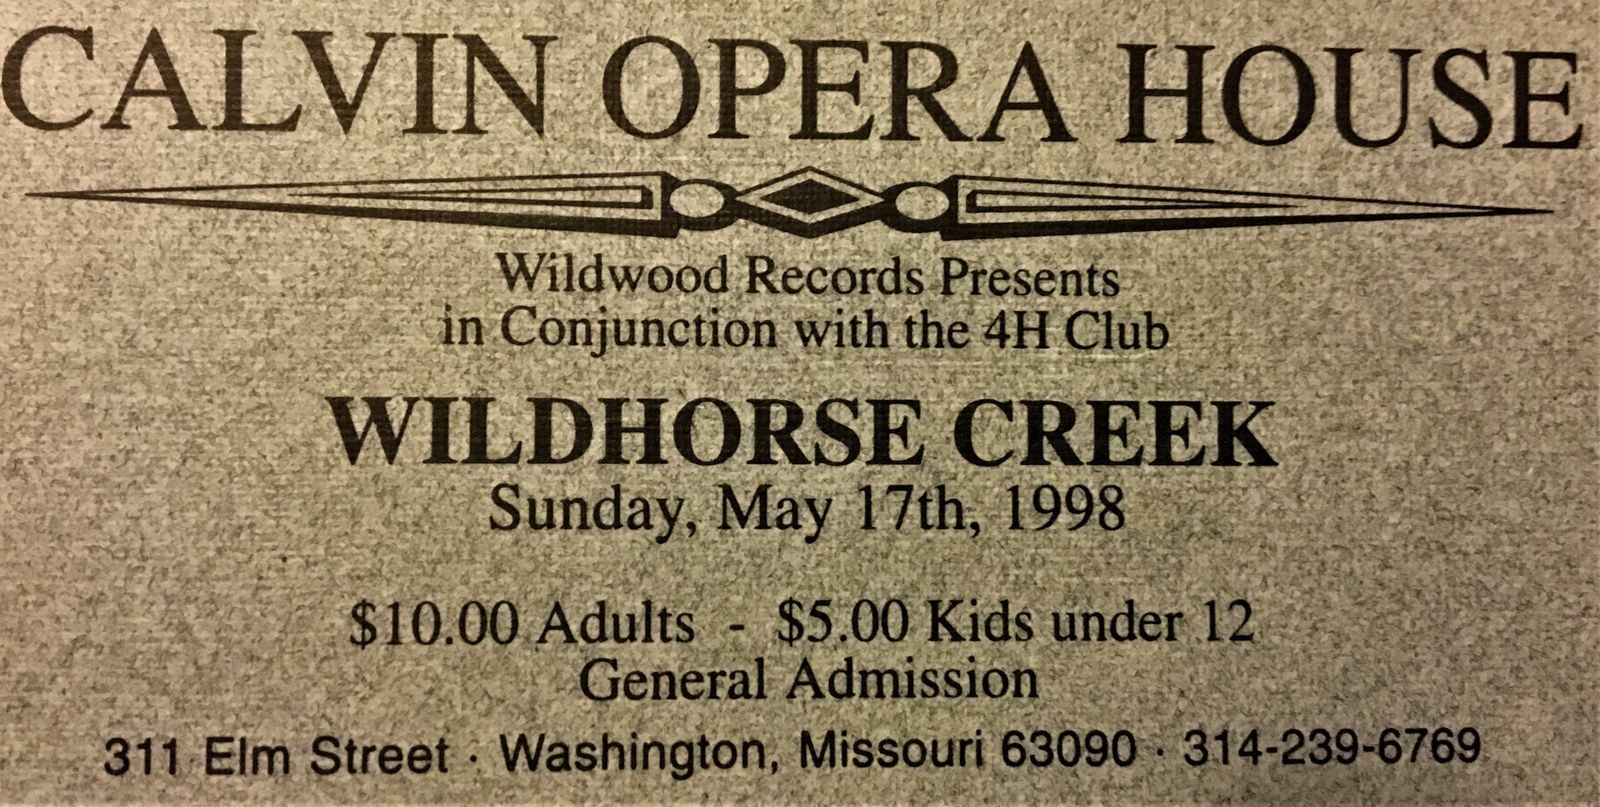 CALVIN OPERA HOUSE
Wildwood Records Presents
in Conjunction with the 4H Club
WILDHORSE CREEK
Sunday, May 17th, 1998
$10.00 Adults - $5.00 Kids under 12
General Admission
311 Elm Street · Washington, Missouri 63090 · 314-239-6769